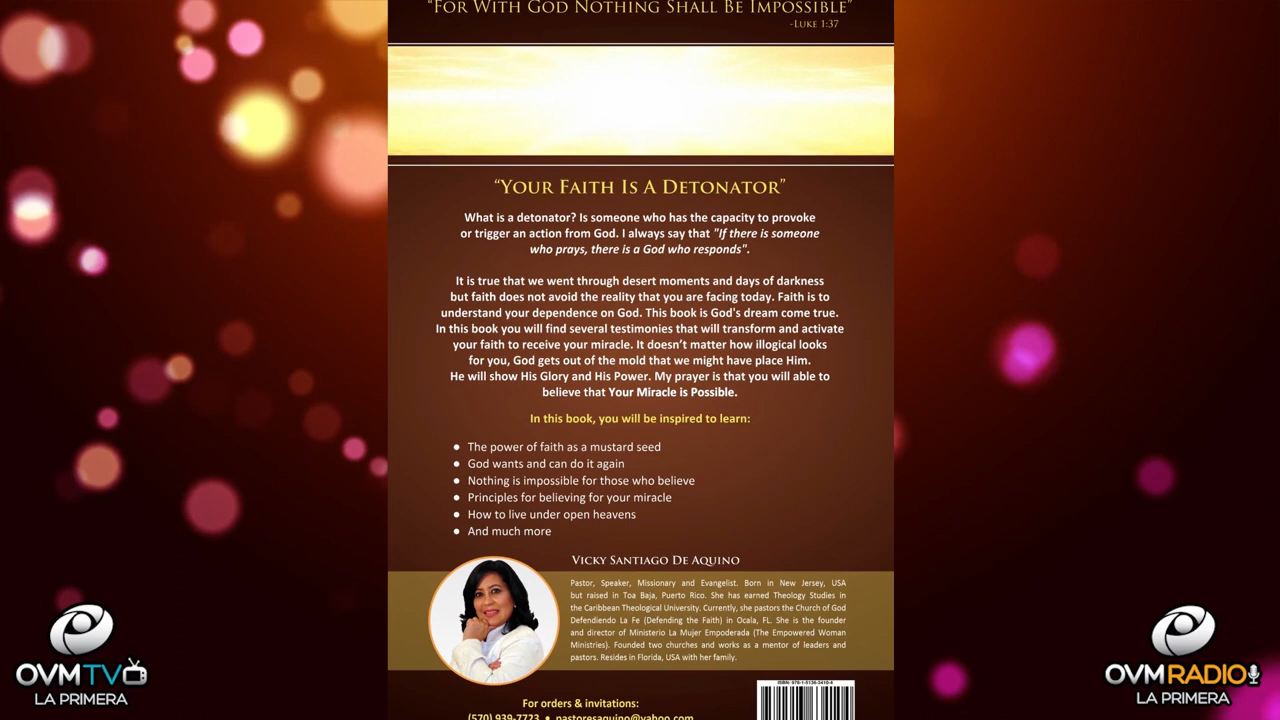 “For With God Nothing Shall Be Impossible”
-Luke 1:37
“Your Faith Is A Detonator”
What is a detonator? Is someone who has the capacity to provoke
or trigger an action from God. I always say that "If there is someone
who prays, there is a God who responds".
It is true that we went through desert moments and days of darkness
but faith does not avoid the reality that you are facing today. Faith is to
understand your dependence on God. This book is God's dream come true.
In this book you will find several testimonies that will transform and activate
your faith to receive your miracle. It doesn’t matter how illogical looks
for you, God gets out of the mold that we might have place Him.
He will show His Glory and His Power. My prayer is that you will able to
believe that Your Miracle is Possible.
In this book, you will be inspired to learn:
● The power of faith as a mustard seed
● God wants and can do it again
● Nothing is impossible for those who believe
● Principles for believing for your miracle
● How to live under open heavens
● And much more
Vicky Santiago De Aquino
Pastor, Speaker, Missionary and Evangelist. Born in New Jersey, USA
but raised in Toa Baja, Puerto Rico. She has earned Theology Studies in
the Caribbean Theological University. Currently, she pastors the Church of God
Defendiendo La Fe (Defending the Faith) in Ocala, FL. She is the founder
and director of Ministerio La Mujer Empoderada (The Empowered Woman
Ministries). Founded two churches and works as a mentor of leaders and
pastors. Resides in Florida, USA with her family.
ISBN: 978-1-5136-3410-4
For orders & invitations:
(570) 939-7723 • pastoresaquino@yahoo.com
OVMTV
LA PRIMERA
OVMRADIO
LA PRIMERA